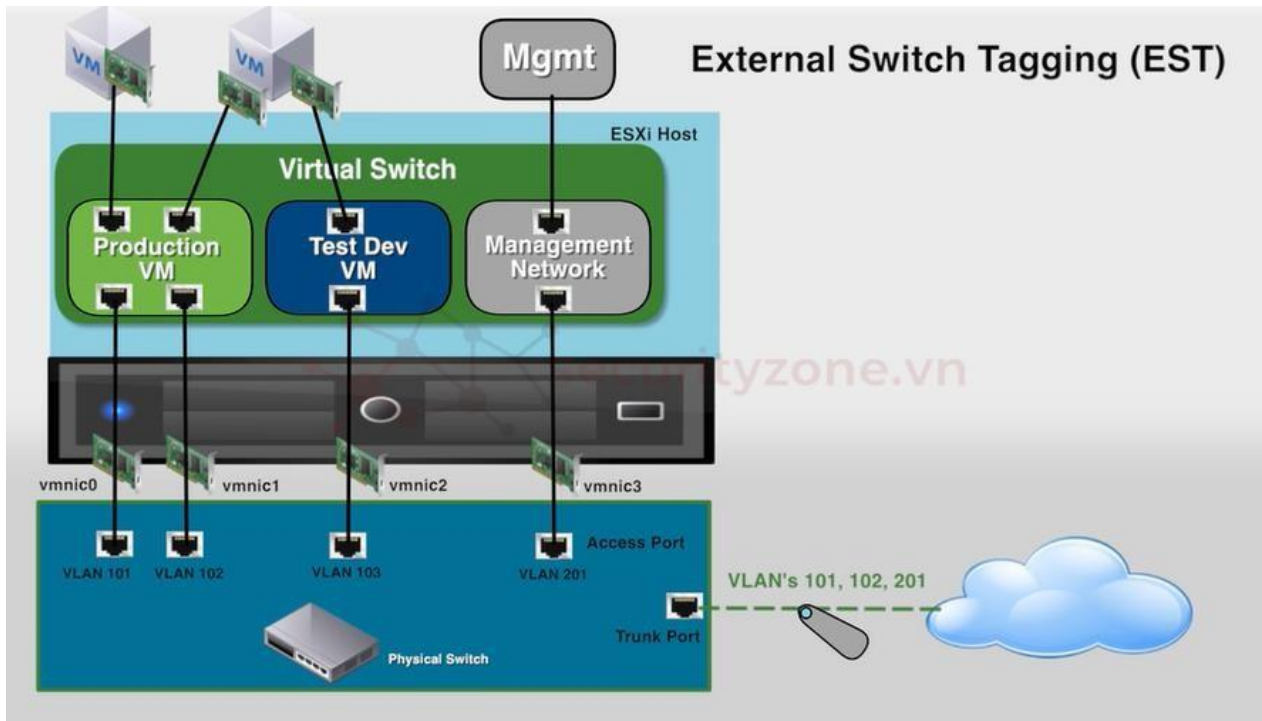 VM
VM
Mgmt
External Switch Tagging (EST)
ESXi Host
Virtual Switch
Production
VM
Test Dev
VM
Management
Network
securityzone.vn
vmnic0
vmnic1
vmnic2
vmnic3
Access Port
VLAN 101
VLAN 102
VLAN 103
VLAN 201
VLAN's 101, 102, 201
Trunk Port
Physical Switch